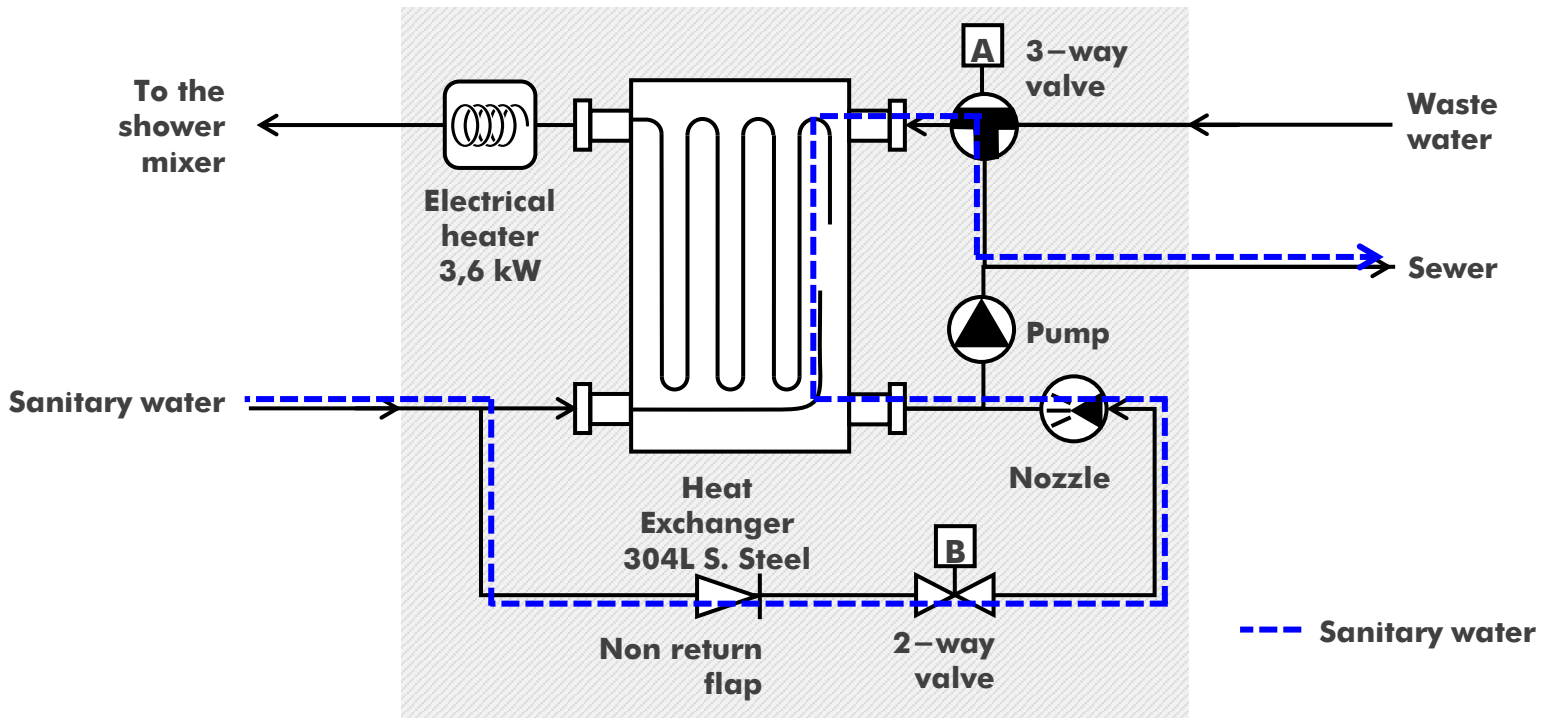 To the
shower
mixer
A
3–way
valve
Waste
water
Electrical
heater
3,6 kW
Sewer
Pump
Sanitary water
Nozzle
Heat
Exchanger
304L S. Steel
B
Non return
flap
2–way
valve
Sanitary water